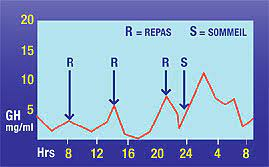 20
R = REPAS S = SOMMEIL
15
R R R S
10
GH
mg/ml
5
Hrs 8 12 16 20 24 4 8